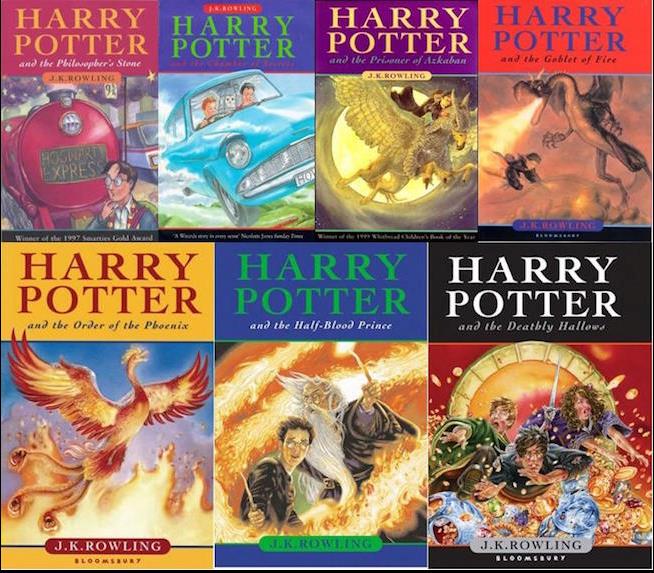 HARRY
POTTER
and the Philosopher's Stone
J.K.ROWLING
9¾
HOGWARTS
EXPRESS
Winner of the 1997 Smarties Gold Award
J.K.ROWLING
HARRY
POTTER
and the Chamber of Secrets
'A Wizard story in every sense' Nicolette Jones Sunday Times
HARRY
POTTER
and the Prisoner of Azkaban
J.K.ROWLING
Winner of the 1999 Whitbread Children's Book of the Year
HARRY
POTTER
and the Goblet of Fire
J.K.ROWLING
BLOOMSBURY
HARRY
POTTER
and the Order of the Phoenix
J.K.ROWLING
BLOOMSBURY
HARRY
POTTER
and the Half-Blood Prince
J.K.ROWLING
HARRY
POTTER
and the Deathly Hallows
J.K.ROWLING
BLOOMSBURY